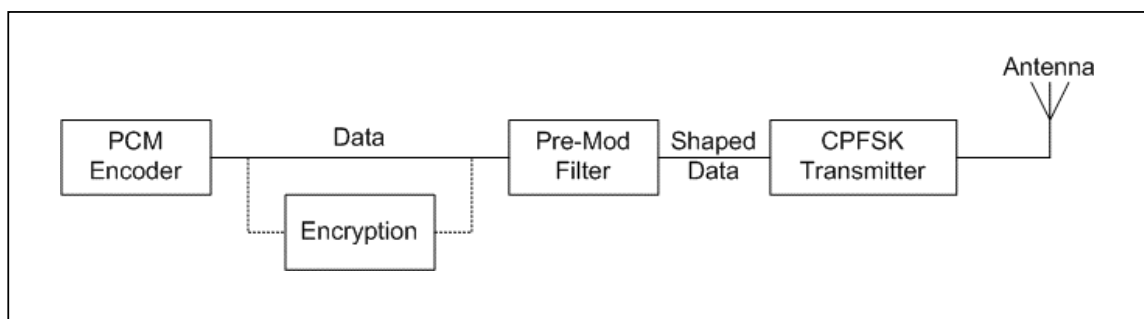 Antenna
PCM
Encoder
Data
Pre-Mod
Filter
Shaped
Data
CPFSK
Transmitter
Encryption